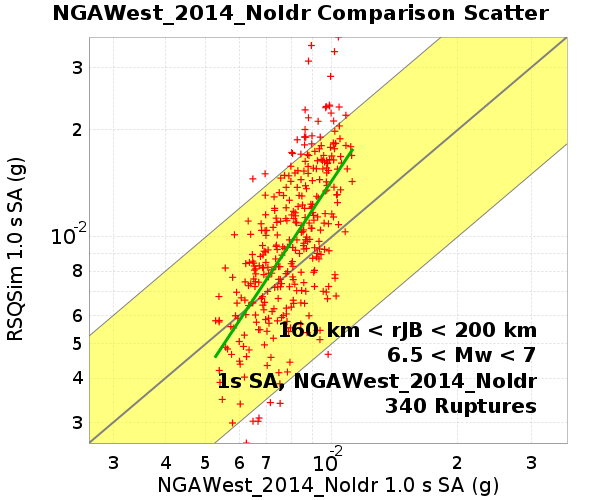 NGAWest_2014_NoIdr Comparison Scatter
RSQSim 1.0 s SA (g)
3
2
10⁻²
8
6
5
4
3
160 km < rJB < 200 km
6.5 < Mw < 7
1s SA, NGAWest_2014_NoIdr
340 Ruptures
3 4 5 6 7 10⁻² 2 3
NGAWest_2014_NoIdr 1.0 s SA (g)